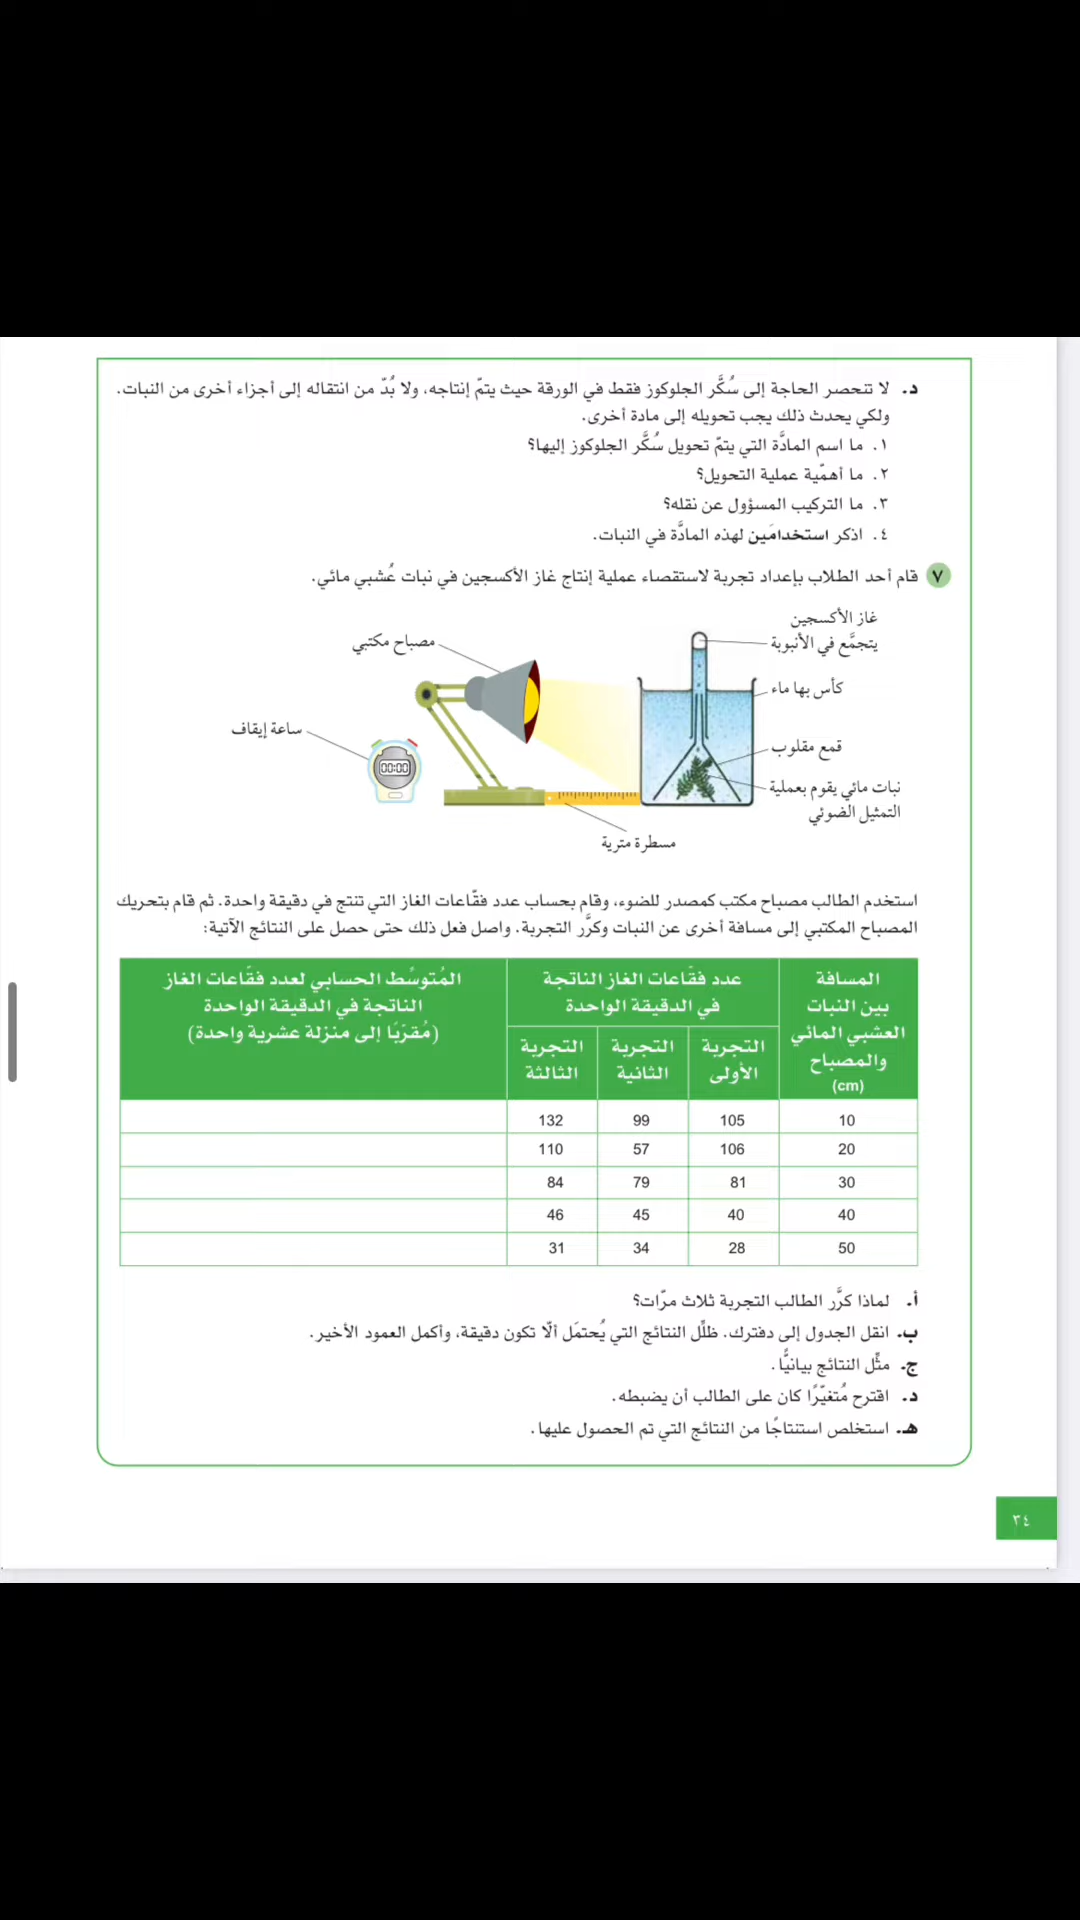 د. لا تنحصر الحاجة إلى سُكَّر الجلوكوز فقط في الورقة حيث يتمّ إنتاجه، ولا بُدّ من انتقاله إلى أجزاء أخرى من النبات.
ولكي يحدث ذلك يجب تحويله إلى مادة أخرى.
١. ما اسم المادَّة التي يتمّ تحويل سُكَّر الجلوكوز إليها؟
٢. ما أهمّية عملية التحويل؟
٣. ما التركيب المسؤول عن نقله؟
٤. اذكر استخدامَين لهذه المادَّة في النبات.
٧ قام أحد الطلاب بإعداد تجربة لاستقصاء عملية إنتاج غاز الأكسجين في نبات عُشبي مائي.
غاز الأكسجين
يتجمَّع في الأنبوبة
مصباح مكتبي
كأس بها ماء
ساعة إيقاف
00:00
قمع مقلوب
نبات مائي يقوم بعملية
التمثيل الضوئي
مسطرة مترية
استخدم الطالب مصباح مكتب كمصدر للضوء، وقام بحساب عدد فقّاعات الغاز التي تنتج في دقيقة واحدة. ثم قام بتحريك
المصباح المكتبي إلى مسافة أخرى عن النبات وكرَّر التجربة. واصل فعل ذلك حتى حصل على النتائج الآتية:
المسافة
بين النبات
العشبي المائي
والمصباح
(cm)
عدد فقّاعات الغاز الناتجة
في الدقيقة الواحدة
المُتوسِّط الحسابي لعدد فقّاعات الغاز
الناتجة في الدقيقة الواحدة
(مُقرّبًا إلى منزلة عشرية واحدة)
التجربة
الأولى
التجربة
الثانية
التجربة
الثالثة
10 105 99 132
20 106 57 110
30 81 79 84
40 40 45 46
50 28 34 31
أ. لماذا كرَّر الطالب التجربة ثلاث مرّات؟
ب. انقل الجدول إلى دفترك. ظلِّل النتائج التي يُحتمَل ألّا تكون دقيقة، وأكمل العمود الأخير.
ج. مثِّل النتائج بيانيًّا.
د. اقترح مُتغيّرًا كان على الطالب أن يضبطه.
هـ. استخلص استنتاجًا من النتائج التي تم الحصول عليها.
٣٤